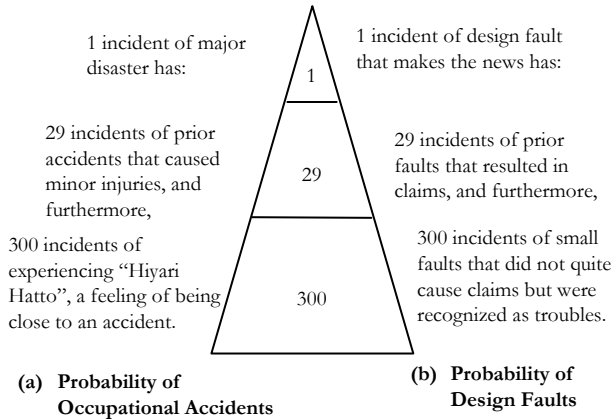 1 incident of major
disaster has:
1 incident of design fault
that makes the news has:
1
29 incidents of prior
accidents that caused
minor injuries, and
furthermore,
29
29 incidents of prior
faults that resulted in
claims, and furthermore,
300 incidents of
experiencing “Hiyari
Hatto”, a feeling of being
close to an accident.
300
300 incidents of small
faults that did not quite
cause claims but were
recognized as troubles.
(a) Probability of
Occupational Accidents
(b) Probability of
Design Faults